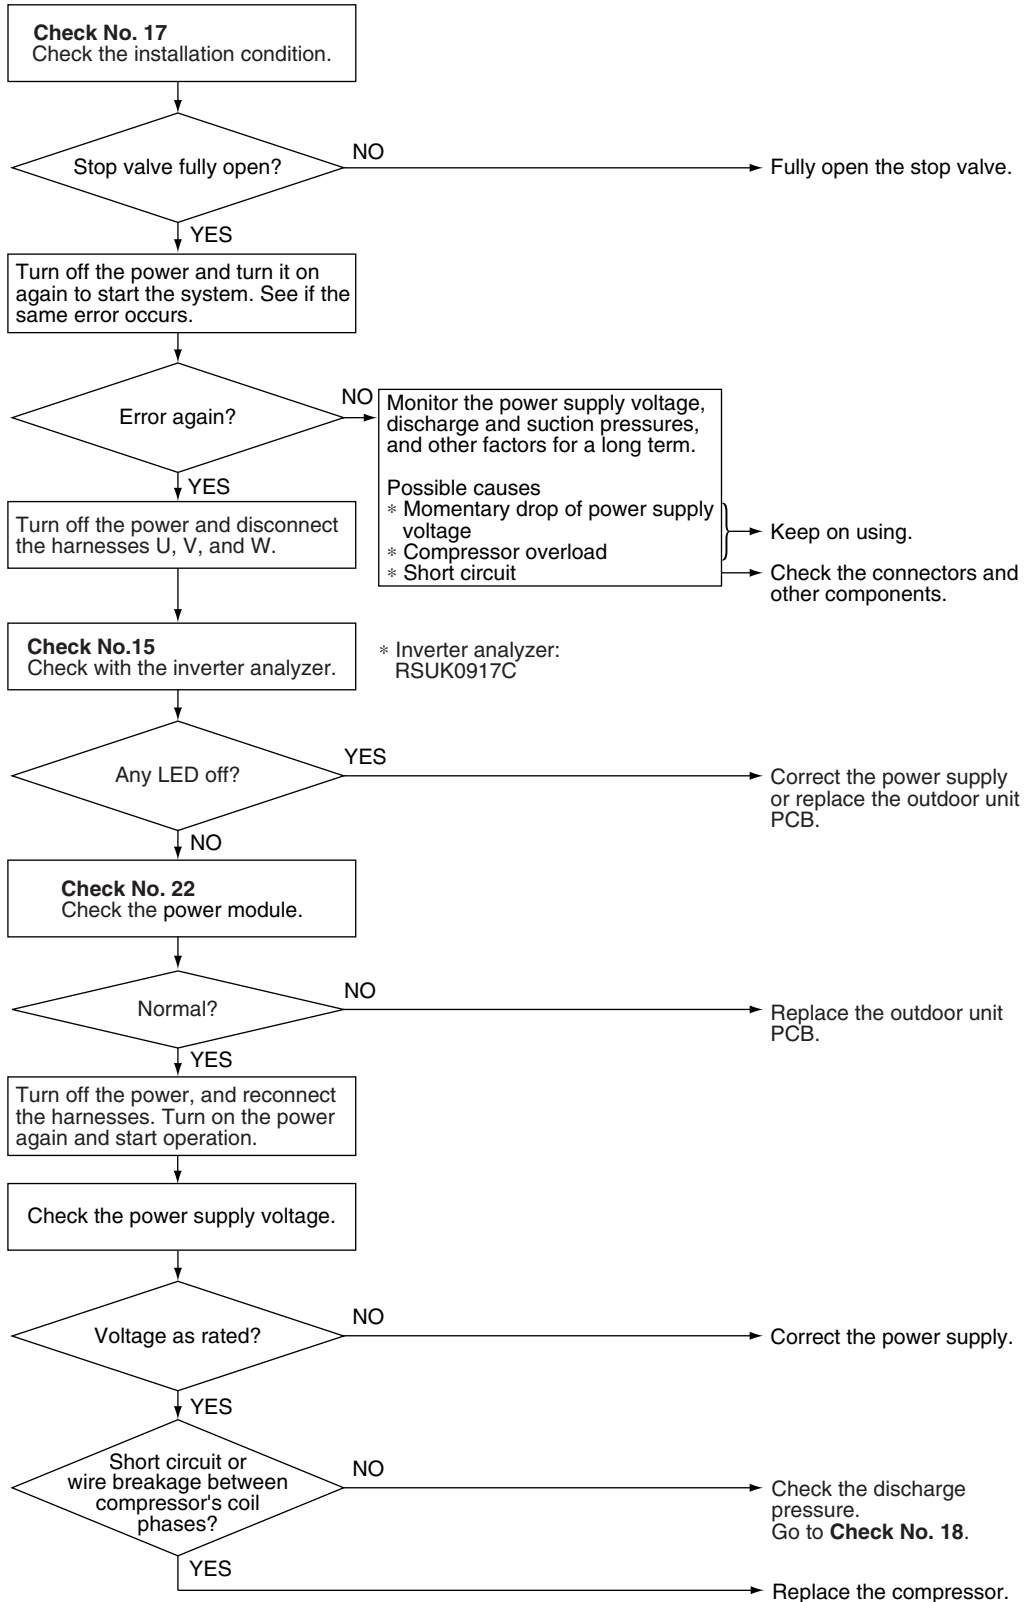 Check No. 17
Check the installation condition.
Stop valve fully open?
NO
Fully open the stop valve.
YES
Turn off the power and turn it on
again to start the system. See if the
same error occurs.
Error again?
NO
Monitor the power supply voltage,
discharge and suction pressures,
and other factors for a long term.
Possible causes
* Momentary drop of power supply
voltage
* Compressor overload
* Short circuit
Keep on using.
Check the connectors and
other components.
YES
Turn off the power and disconnect
the harnesses U, V, and W.
Check No.15
Check with the inverter analyzer.
* Inverter analyzer:
RSUK0917C
Any LED off?
YES
Correct the power supply
or replace the outdoor unit
PCB.
NO
Check No. 22
Check the power module.
Normal?
NO
Replace the outdoor unit
PCB.
YES
Turn off the power, and reconnect
the harnesses. Turn on the power
again and start operation.
Check the power supply voltage.
Voltage as rated?
NO
Correct the power supply.
YES
Short circuit or
wire breakage between
compressor's coil
phases?
NO
Check the discharge
pressure.
Go to Check No. 18.
YES
Replace the compressor.